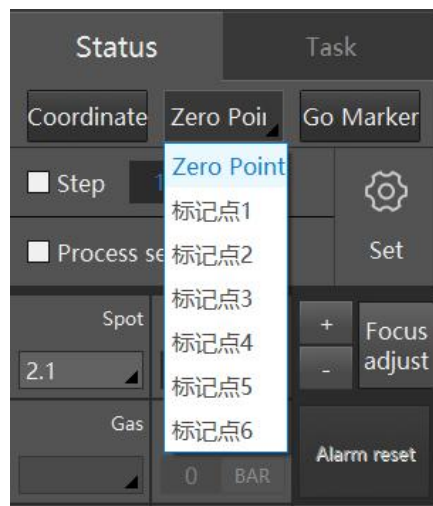 Status
Task
Coordinate
Zero Poir
Go Marker
Step
Zero Point
标记点1
Set
Process se
标记点2
标记点3
Spot
+
Focus
adjust
标记点4
2.1
-
标记点5
Gas
标记点6
Alarm reset
0
BAR